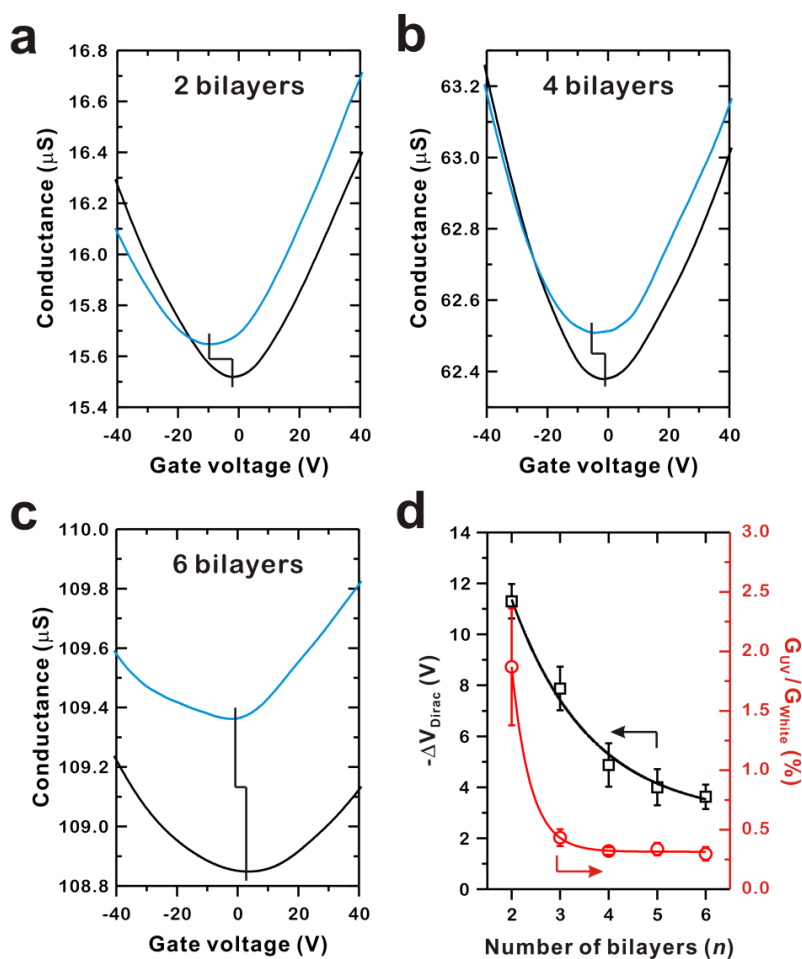 a
2 bilayers
16.8
16.6
16.4
16.2
16.0
15.8
15.6
15.4
Conductance (μS)
-40 -20 0 20 40
Gate voltage (V)
b
4 bilayers
63.2
63.0
62.8
62.6
62.4
Conductance (μS)
-40 -20 0 20 40
Gate voltage (V)
c
6 bilayers
110.0
109.8
109.6
109.4
109.2
109.0
108.8
Conductance (μS)
-40 -20 0 20 40
Gate voltage (V)
d
14
12
10
8
6
4
2
0
-ΔV_Dirac (V)
3.0
2.5
2.0
1.5
1.0
0.5
0.0
G_UV/G_White (%)
2 3 4 5 6
Number of bilayers (n)